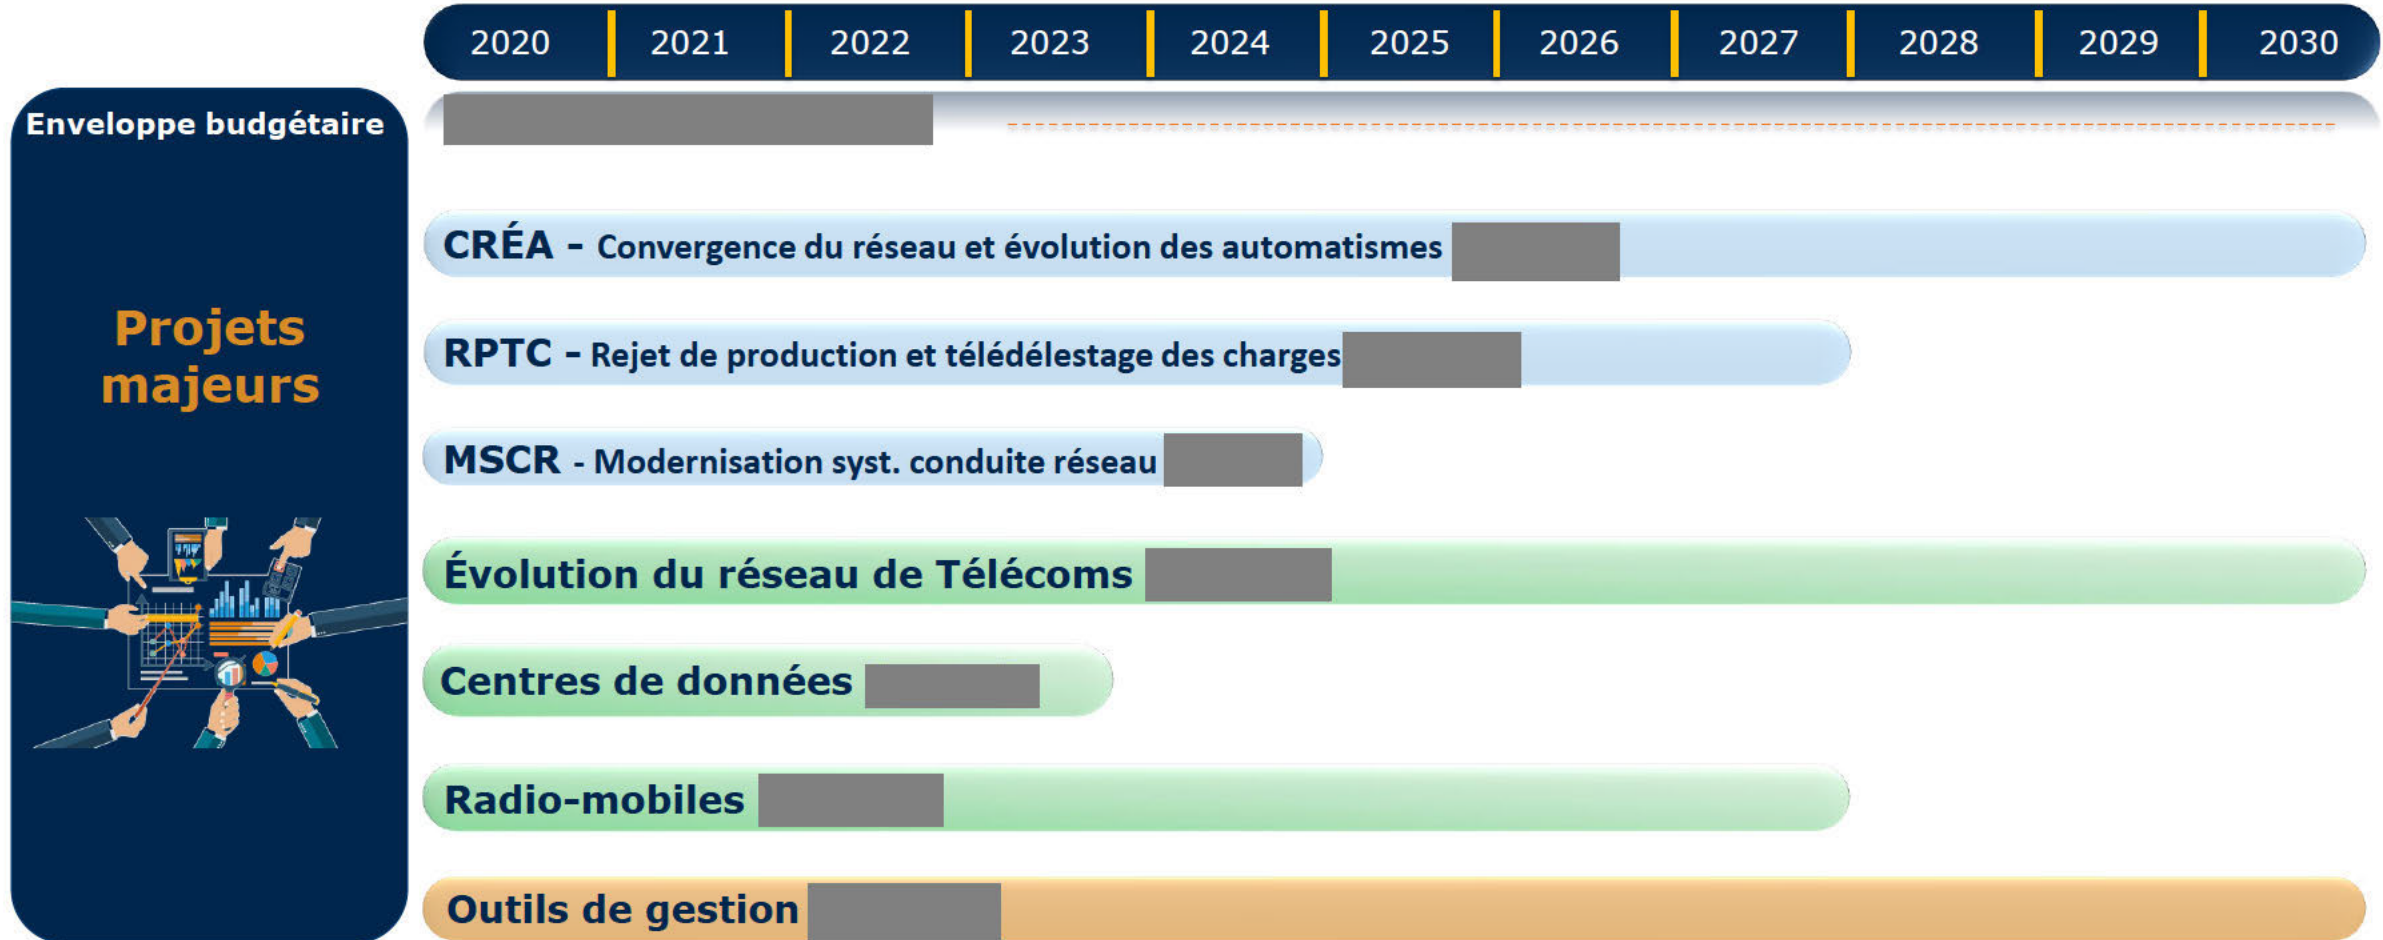 2020 2021 2022 2023 2024 2025 2026 2027 2028 2029 2030
Enveloppe budgétaire
Projets
majeurs
CRÉA - Convergence du réseau et évolution des automatismes
RPTC - Rejet de production et télédélestage des charges
MSCR - Modernisation syst. conduite réseau
Évolution du réseau de Télécoms
Centres de données
Radio-mobiles
Outils de gestion